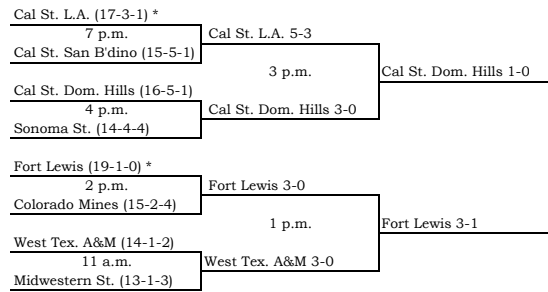 Cal St. L.A. (17-3-1) *
7 p.m.
Cal St. L.A. 5-3
Cal St. San B'dino (15-5-1)
3 p.m.
Cal St. Dom. Hills 1-0
Cal St. Dom. Hills (16-5-1)
4 p.m.
Cal St. Dom. Hills 3-0
Sonoma St. (14-4-4)
Fort Lewis (19-1-0) *
2 p.m.
Fort Lewis 3-0
Colorado Mines (15-2-4)
1 p.m.
Fort Lewis 3-1
West Tex. A&M (14-1-2)
11 a.m.
West Tex. A&M 3-0
Midwestern St. (13-1-3)